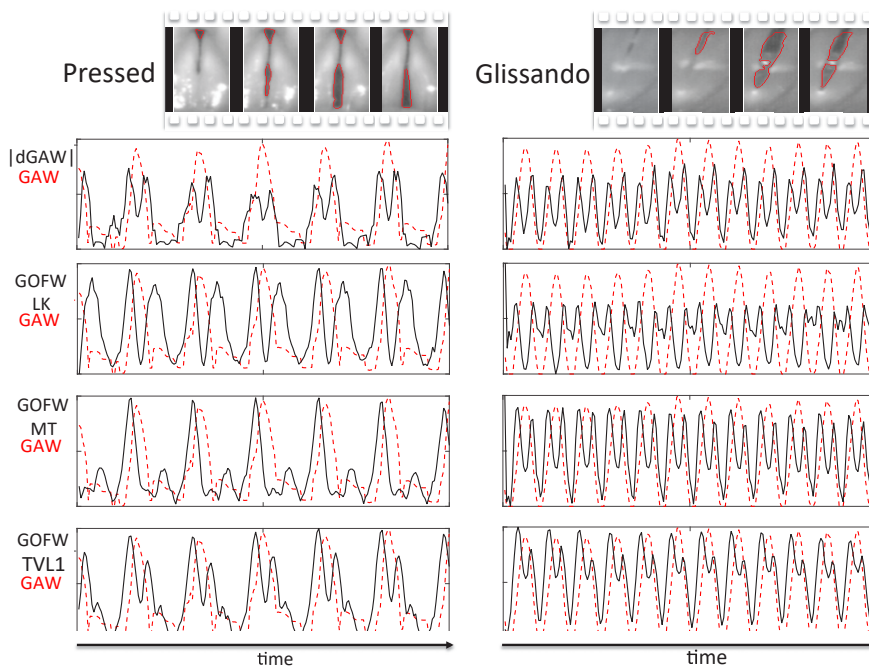 Pressed
Glissando
|dGAW|
GAW
GOFW
LK
GAW
GOFW
MT
GAW
GOFW
TVL1
GAW
time
time